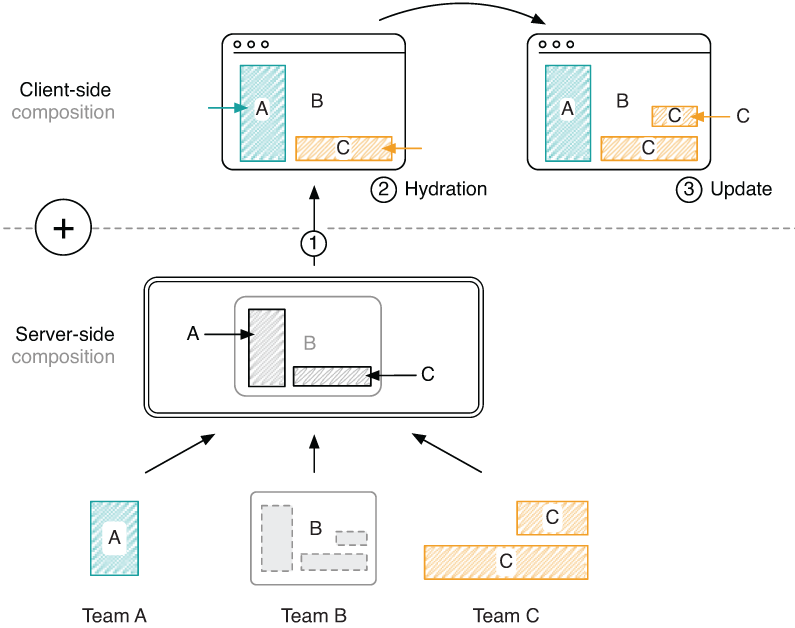 Client-side
composition
A
B
C
2 Hydration
A
B
C
C
C
3 Update
+
1
Server-side
composition
A
B
C
A
B
C
C
Team A
Team B
Team C